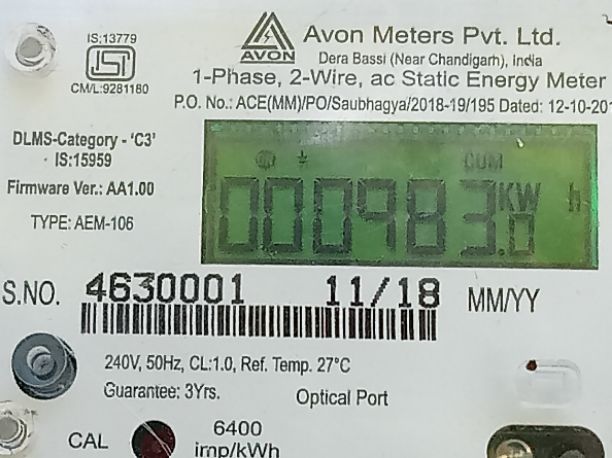 IS:13779
ISI
CM/L:9281180
AVON
Avon Meters Pvt. Ltd.
Dera Bassi (Near Chandigarh), India
1-Phase, 2-Wire, ac Static Energy Meter
P.O. No.: ACE(MM)/PO/Saubhagya/2018-19/195 Dated: 12-10-201
DLMS-Category - 'C3'
IS:15959
Firmware Ver.: AA1.00
TYPE: AEM-106
CUM
000983.0 KW h
S.NO. 4630001 11/18 MM/YY
240V, 50Hz, CL:1.0, Ref. Temp. 27°C
Guarantee: 3Yrs.
Optical Port
CAL
6400
imp/kWh